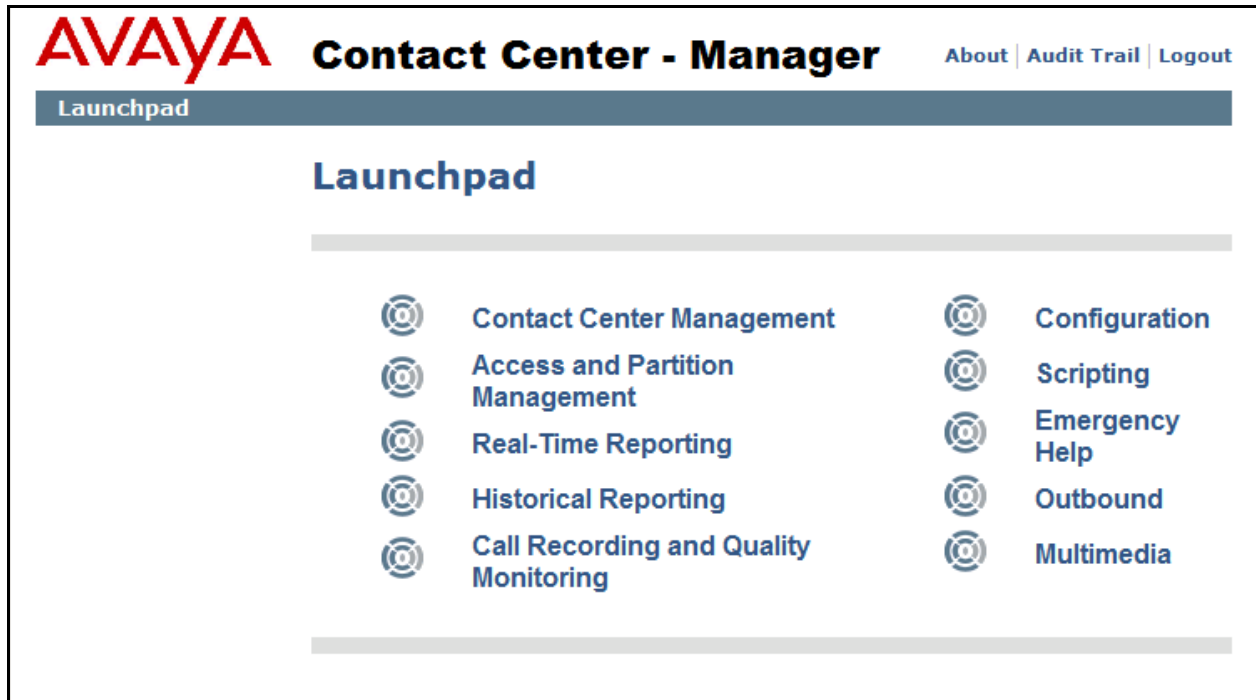 AVAYA
Contact Center - Manager
About | Audit Trail | Logout
Launchpad
Launchpad
Contact Center Management
Access and Partition
Management
Real-Time Reporting
Historical Reporting
Call Recording and Quality
Monitoring
Configuration
Scripting
Emergency
Help
Outbound
Multimedia